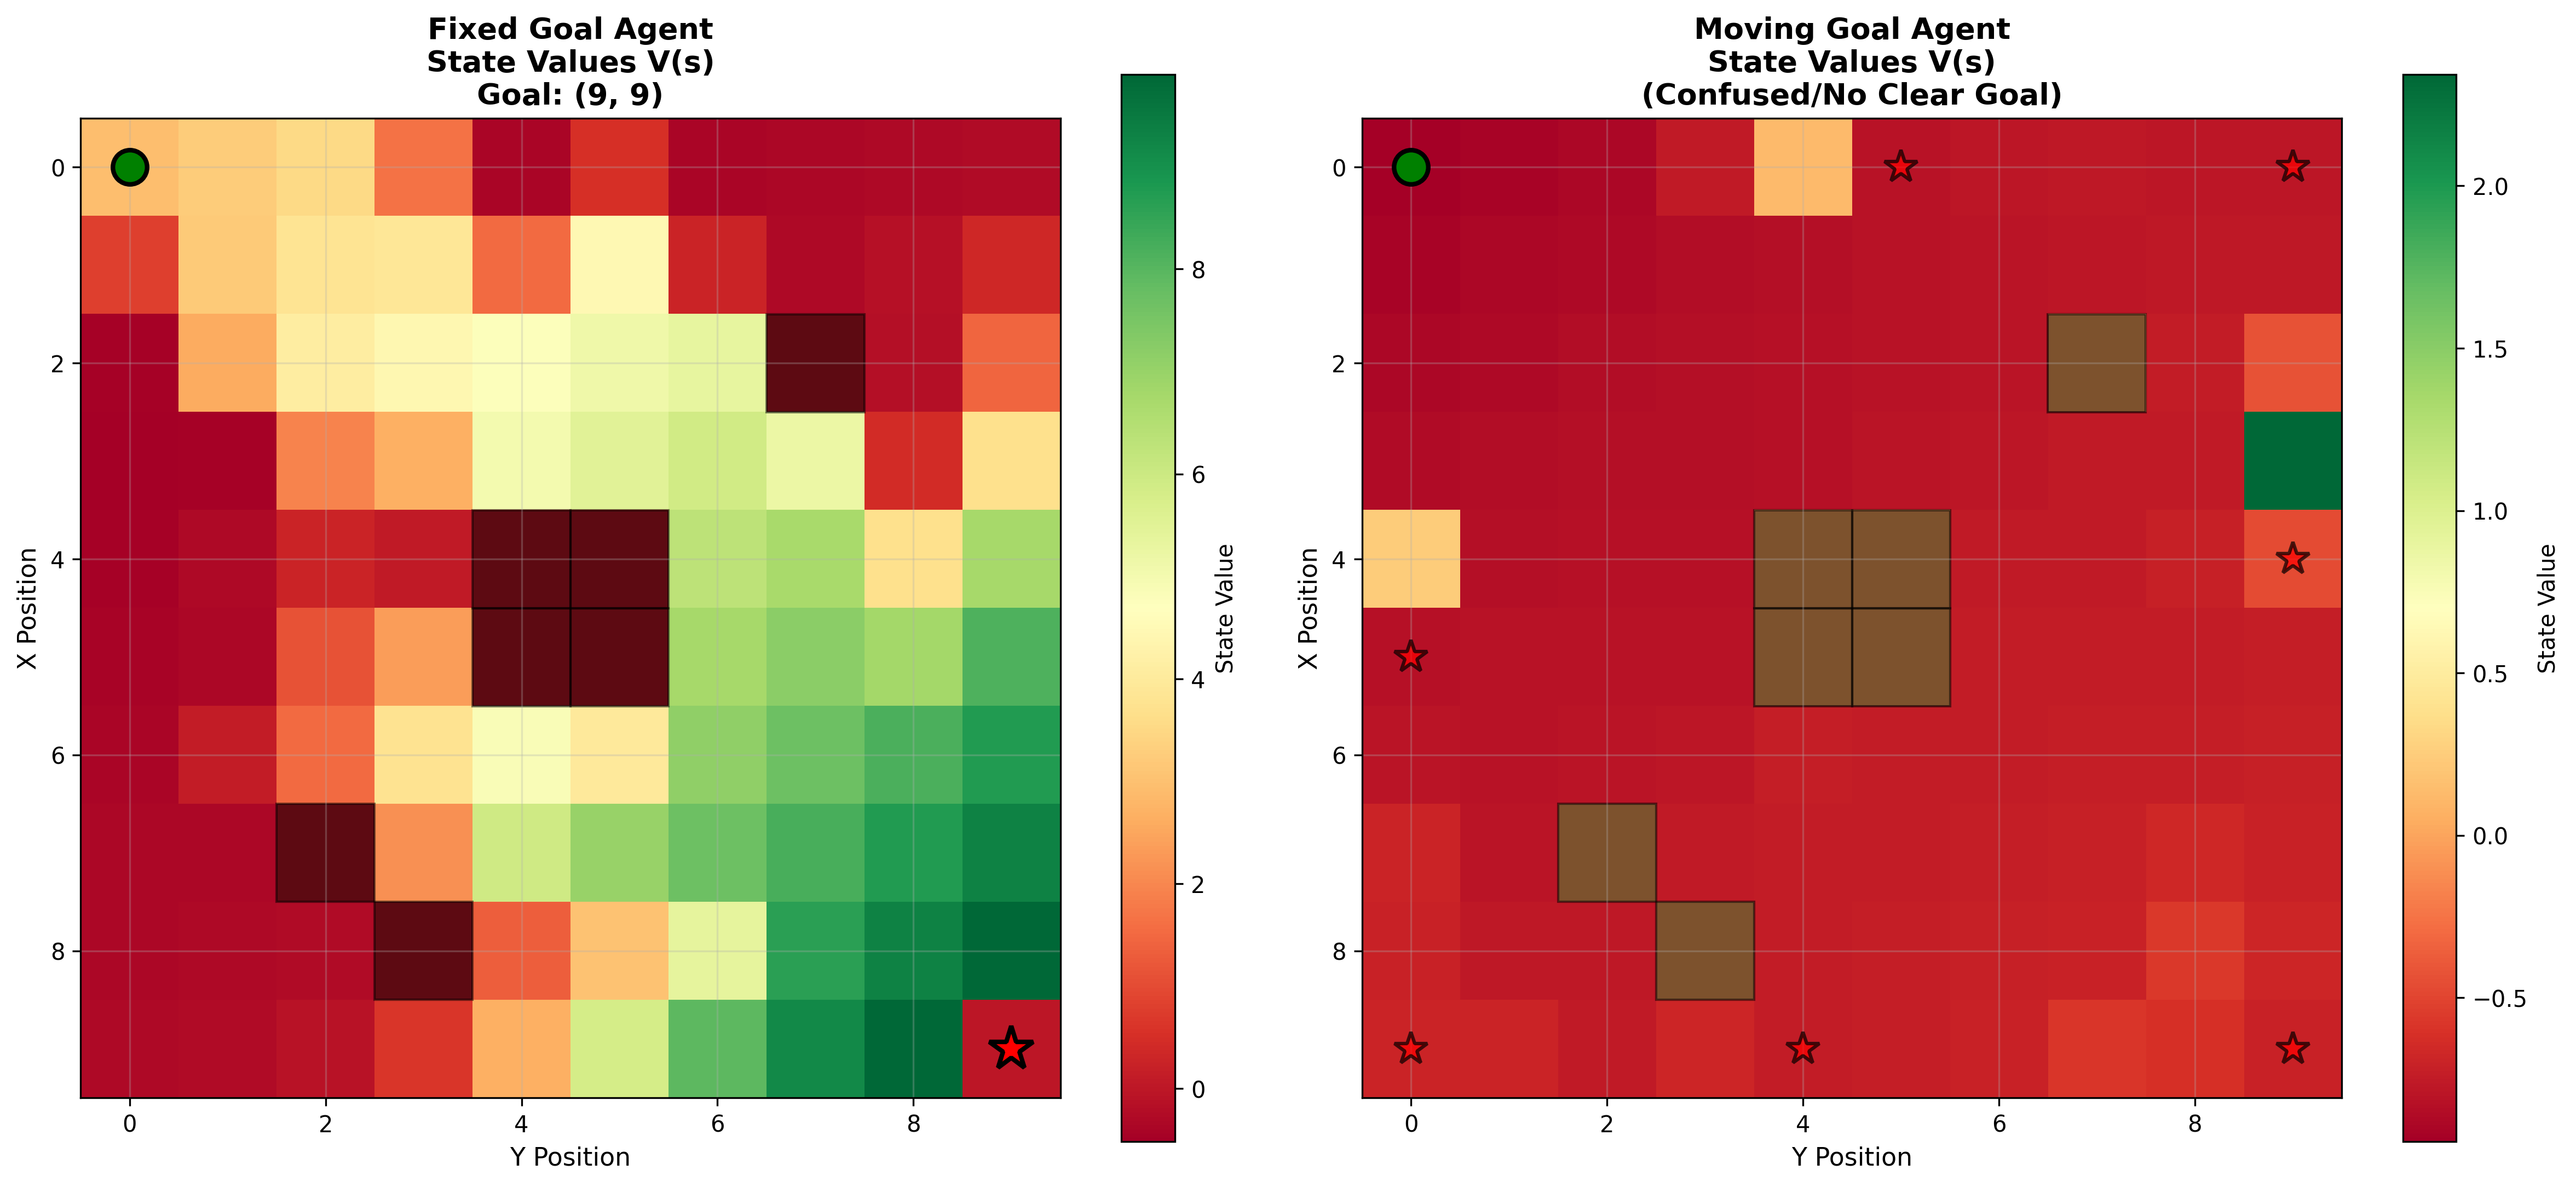 Fixed Goal Agent
State Values V(s)
Goal: (9, 9)
0
2
4
6
8
0
2
4
6
8
X Position
Y Position
8
6
4
2
0
State Value
Moving Goal Agent
State Values V(s)
(Confused/No Clear Goal)
0
2
4
6
8
0
2
4
6
8
X Position
Y Position
2.0
1.5
1.0
0.5
0.0
−0.5
State Value